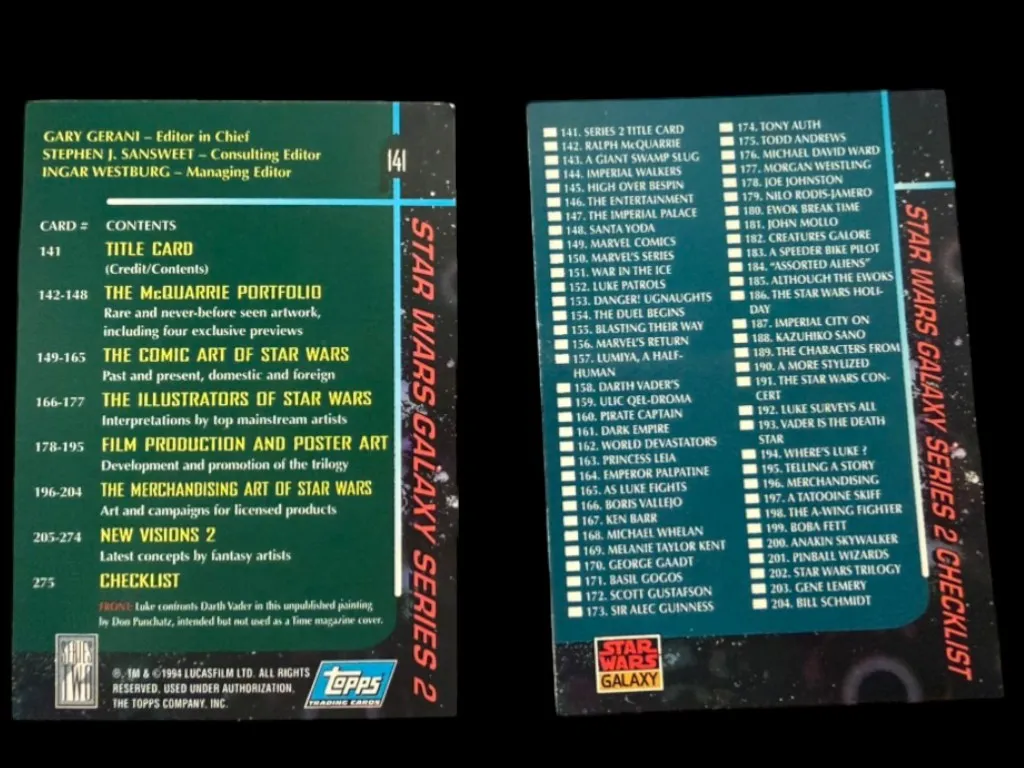 GARY GERANI – Editor in Chief
STEPHEN J. SANSWEET – Consulting Editor
INGAR WESTBURG – Managing Editor
141
CARD # CONTENTS
141 TITLE CARD
(Credit/Contents)
142-148 THE McQUARRIE PORTFOLIO
Rare and never-before seen artwork,
including four exclusive previews
149-165 THE COMIC ART OF STAR WARS
Past and present, domestic and foreign
166-177 THE ILLUSTRATORS OF STAR WARS
Interpretations by top mainstream artists
178-195 FILM PRODUCTION AND POSTER ART
Development and promotion of the trilogy
196-204 THE MERCHANDISING ART OF STAR WARS
Art and campaigns for licensed products
205-274 NEW VISIONS 2
Latest concepts by fantasy artists
275 CHECKLIST
FRONT: Luke confronts Darth Vader in this unpublished painting
by Don Punchatz, intended but not used as a Time magazine cover.
SERIES
TWO
®, TM & © 1994 LUCASFILM LTD. ALL RIGHTS
RESERVED. USED UNDER AUTHORIZATION.
THE TOPPS COMPANY, INC.
TOPPS
TRADING CARDS
STAR WARS GALAXY SERIES 2
141. SERIES 2 TITLE CARD
142. RALPH McQUARRIE
143. A GIANT SWAMP SLUG
144. IMPERIAL WALKERS
145. HIGH OVER BESPIN
146. THE ENTERTAINMENT
147. THE IMPERIAL PALACE
148. SANTA YODA
149. MARVEL COMICS
150. MARVEL'S SERIES
151. WAR IN THE ICE
152. LUKE PATROLS
153. DANGER! UGNAUGHTS
154. THE DUEL BEGINS
155. BLASTING THEIR WAY
156. MARVEL'S RETURN
157. LUMIYA, A HALF-
HUMAN
158. DARTH VADER'S
159. ULIC QEL-DROMA
160. PIRATE CAPTAIN
161. DARK EMPIRE
162. WORLD DEVASTATORS
163. PRINCESS LEIA
164. EMPEROR PALPATINE
165. AS LUKE FIGHTS
166. BORIS VALLEJO
167. KEN BARR
168. MICHAEL WHELAN
169. MELANIE TAYLOR KENT
170. GEORGE GAADT
171. BASIL GOGOS
172. SCOTT GUSTAFSON
173. SIR ALEC GUINNESS
174. TONY AUTH
175. TODD ANDREWS
176. MICHAEL DAVID WARD
177. MORGAN WEISTLING
178. JOE JOHNSTON
179. NILO RODIS-JAMERO
180. EWOK BREAK TIME
181. JOHN MOLLO
182. CREATURES GALORE
183. A SPEEDER BIKE PILOT
184. "ASSORTED ALIENS"
185. ALTHOUGH THE EWOKS
186. THE STAR WARS HOLI-
DAY
187. IMPERIAL CITY ON
188. KAZUHIKO SANO
189. THE CHARACTERS FROM
190. A MORE STYLIZED
191. THE STAR WARS CON-
CERT
192. LUKE SURVEYS ALL
193. VADER IS THE DEATH
STAR
194. WHERE'S LUKE ?
195. TELLING A STORY
196. MERCHANDISING
197. A TATOOINE SKIFF
198. THE A-WING FIGHTER
199. BOBA FETT
200. ANAKIN SKYWALKER
201. PINBALL WIZARDS
202. STAR WARS TRILOGY
203. GENE LEMERY
204. BILL SCHMIDT
STAR
WARS
GALAXY
STAR WARS GALAXY SERIES 2 CHECKLIST